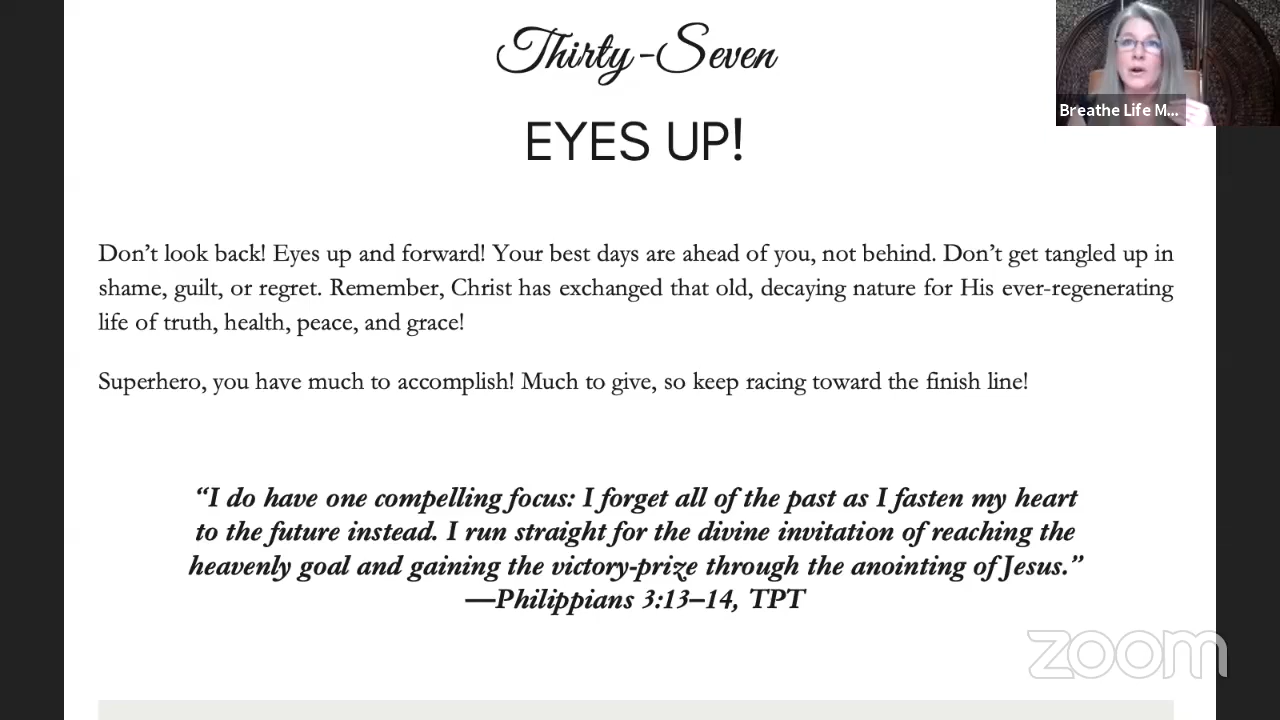 Thirty-Seven
EYES UP!
Breathe Life M...
Don’t look back! Eyes up and forward! Your best days are ahead of you, not behind. Don’t get tangled up in
shame, guilt, or regret. Remember, Christ has exchanged that old, decaying nature for His ever-regenerating
life of truth, health, peace, and grace!
Superhero, you have much to accomplish! Much to give, so keep racing toward the finish line!
“I do have one compelling focus: I forget all of the past as I fasten my heart
to the future instead. I run straight for the divine invitation of reaching the
heavenly goal and gaining the victory-prize through the anointing of Jesus.”
—Philippians 3:13–14, TPT
zoom